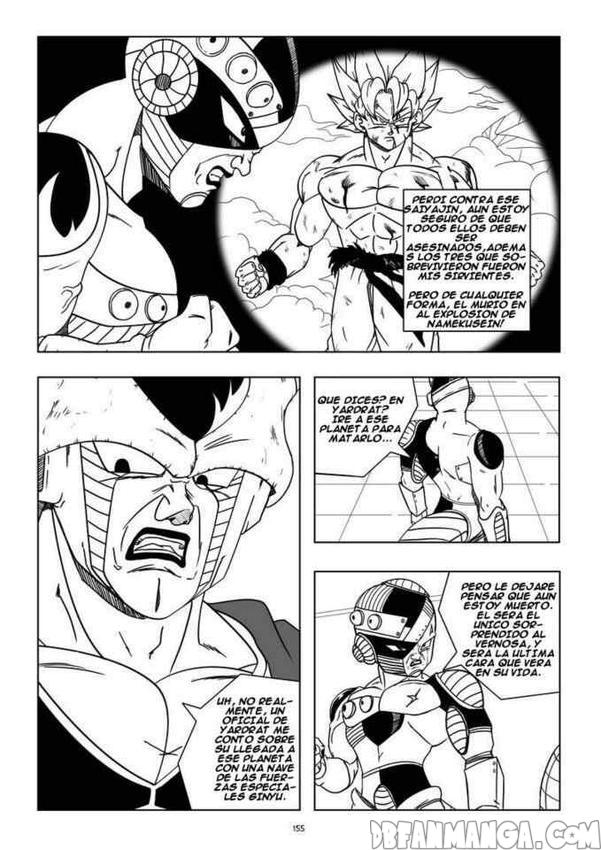 PERDI CONTRA ESE
SAIYAJIN, AUN ESTOY
SEGURO DE QUE
TODOS ELLOS DEBEN
SER
ASESINADOS,ADEMA
S LOS TRES QUE SO-
BREVIVIERON FUERON
MIS SIRVIENTES.
PERO DE CUALQUIER
FORMA, EL MURIO EN
AL EXPLOSION DE
NAMEKUSEIN!
UH, NO REAL-
MENTE, UN
OFICIAL DE
YARDRAT ME
CONTO SOBRE
SU LLEGADA A
ESE PLANETA
CON UNA NAVE
DE LAS FUER-
ZAS ESPECIA-
LES GINYU.
QUE DICES? EN
YARDRAT?
IRE A ESE
PLANETA PARA
MATARLO...
PERO LE DEJARE
PENSAR QUE AUN
ESTOY MUERTO.
EL SERA EL
UNICO SORP-
PRENDIDO AL
VERNOSA, Y
SERA LA ULTIMA
CARA QUE VERA
EN SU VIDA.
155
DBFANMANGA.COM